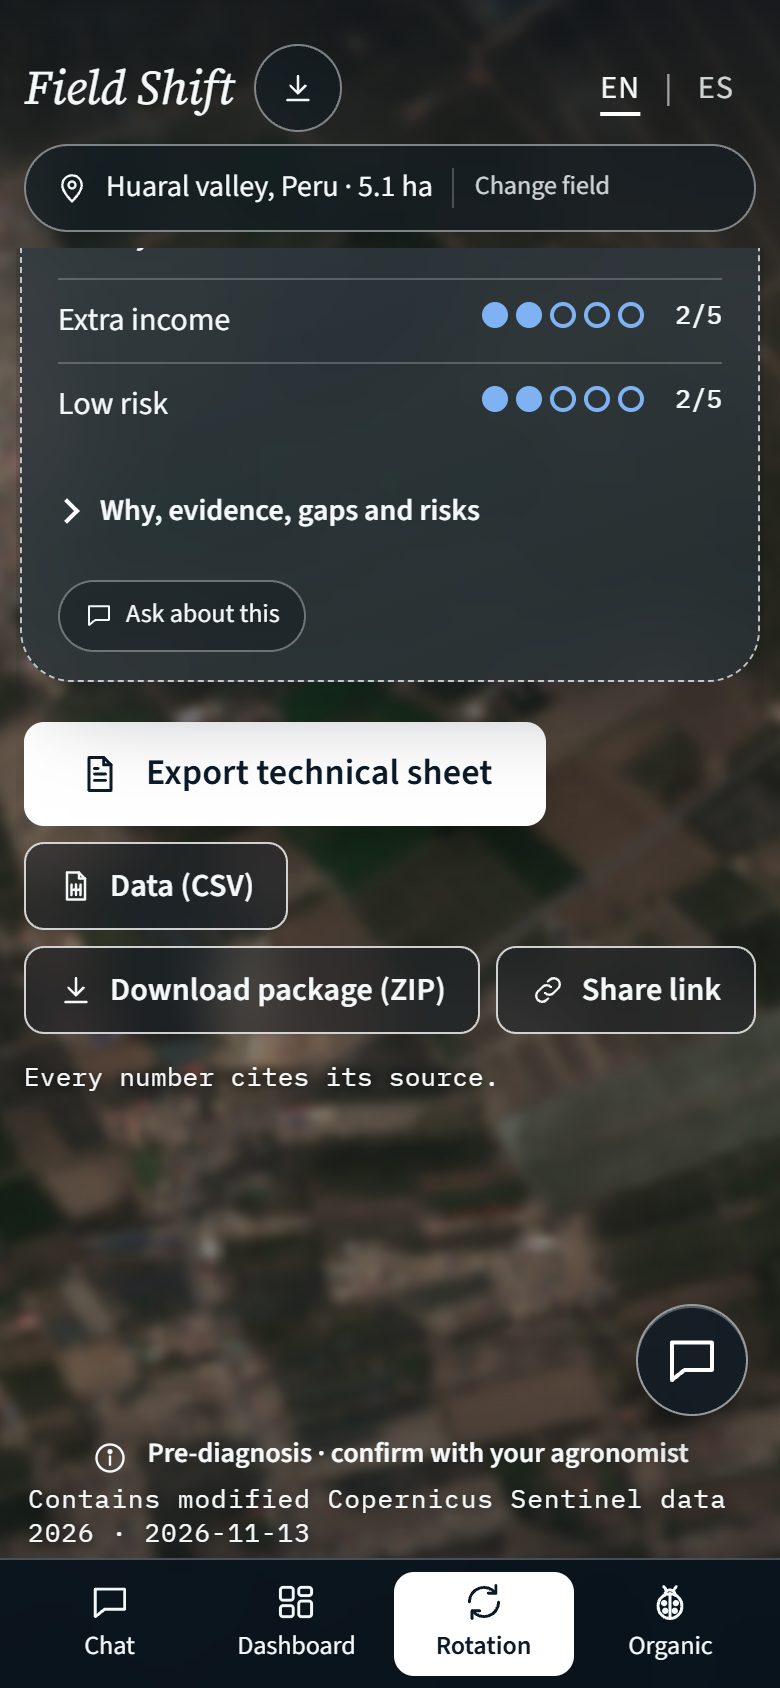 Field Shift
EN | ES
Huaral valley, Peru · 5.1 ha
Change field
Extra income 2/5
Low risk 2/5
Why, evidence, gaps and risks
Ask about this
Export technical sheet
Data (CSV)
Download package (ZIP)
Share link
Every number cites its source.
Pre-diagnosis · confirm with your agronomist
Contains modified Copernicus Sentinel data
2026 · 2026-11-13
Chat
Dashboard
Rotation
Organic